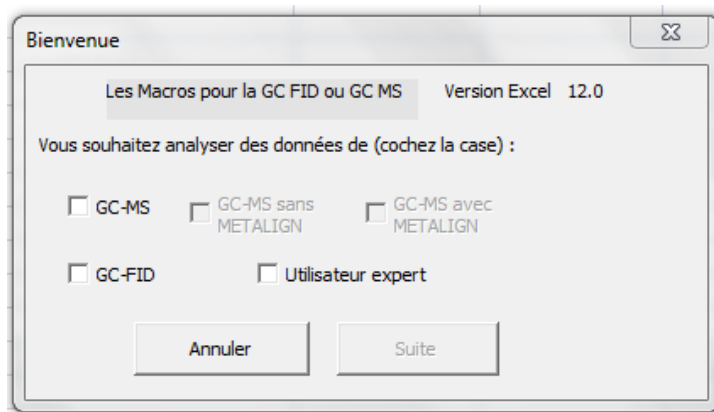 Bienvenue
Les Macros pour la GC FID ou GC MS Version Excel 12.0
Vous souhaitez analyser des données de (cochez la case) :
GC-MS
GC-MS sans
METALIGN
GC-MS avec
METALIGN
GC-FID
Utilisateur expert
Annuler
Suite